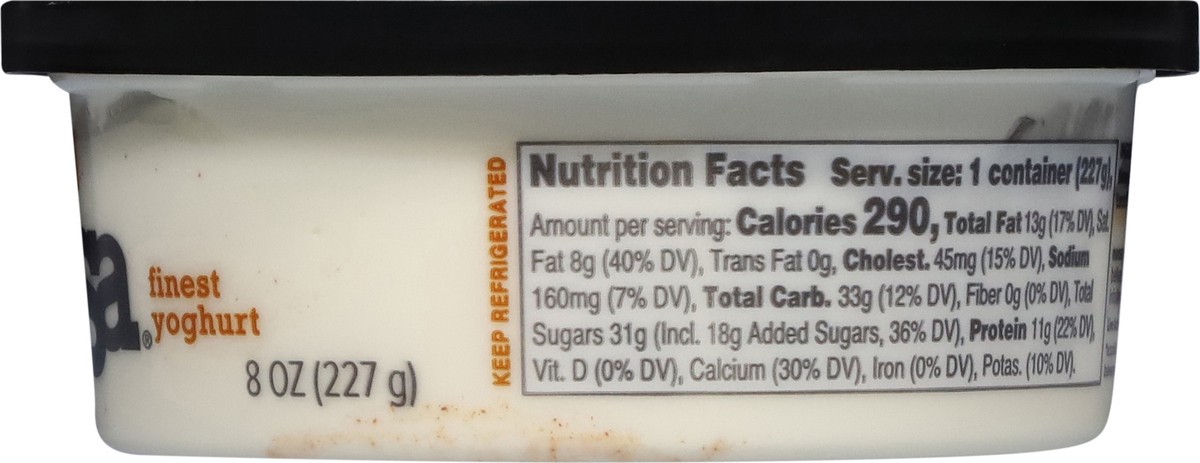 finest
yoghurt
8 OZ (227 g)
KEEP REFRIGERATED
Nutrition Facts Serv. size: 1 container (227g),
Amount per serving: Calories 290, Total Fat 13g (17% DV), Sat.
Fat 8g (40% DV), Trans Fat 0g, Cholest. 45mg (15% DV), Sodium
160mg (7% DV), Total Carb. 33g (12% DV), Fiber 0g (0% DV), Total
Sugars 31g (Incl. 18g Added Sugars, 36% DV), Protein 11g (22% DV),
Vit. D (0% DV), Calcium (30% DV), Iron (0% DV), Potas. (10% DV).